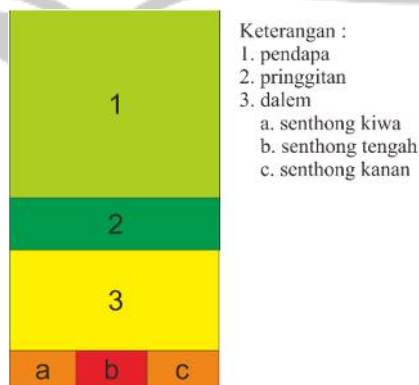 Keterangan :
1. pendapa
2. pringgitan
3. dalem
a. senthong kiwa
b. senthong tengah
c. senthong kanan
1
2
3
a b c